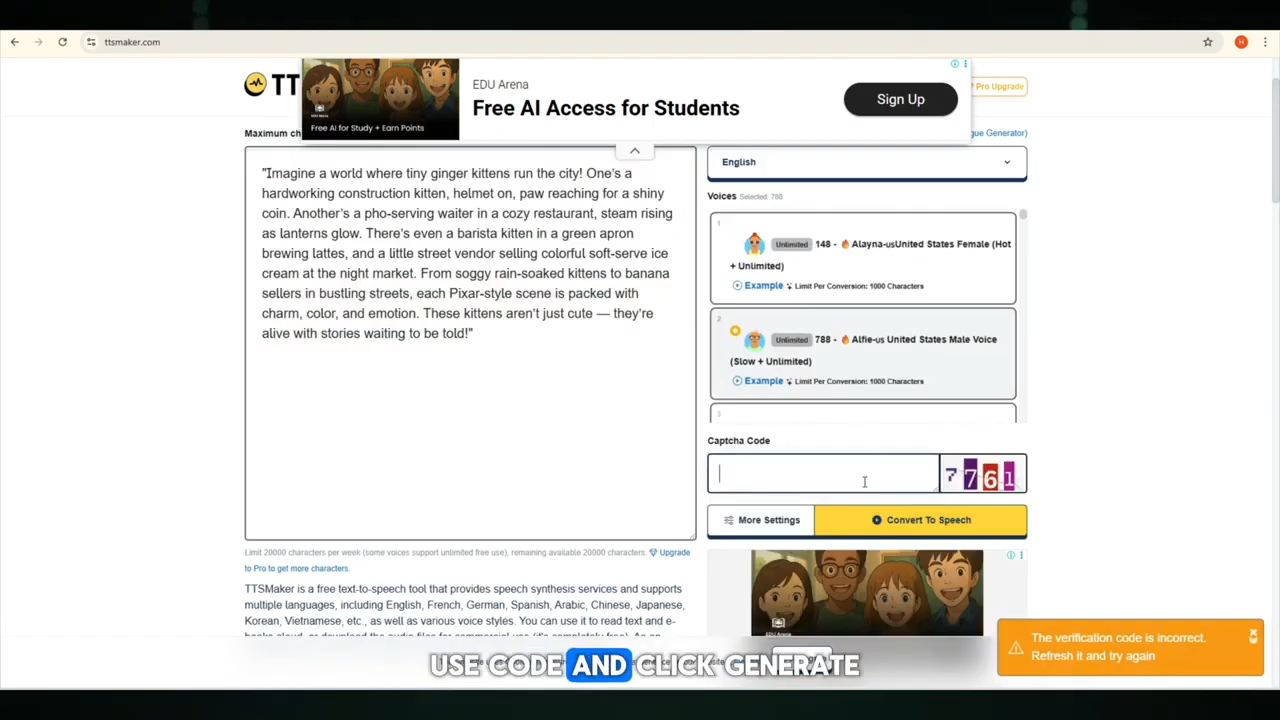 ttsmaker.com
TT
EDU Arena
Free AI Access for Students
Sign Up
Free AI for Study + Earn Points
Pro Upgrade
Maximum ch
gue Generator)
"Imagine a world where tiny ginger kittens run the city! One's a
hardworking construction kitten, helmet on, paw reaching for a shiny
coin. Another's a pho-serving waiter in a cozy restaurant, steam rising
as lanterns glow. There's even a barista kitten in a green apron
brewing lattes, and a little street vendor selling colorful soft-serve ice
cream at the night market. From soggy rain-soaked kittens to banana
sellers in bustling streets, each Pixar-style scene is packed with
charm, color, and emotion. These kittens aren't just cute — they're
alive with stories waiting to be told!"
English
Voices Selected: 788
1
Unlimited 148 - Alayna-usUnited States Female (Hot
+ Unlimited)
Example Limit Per Conversion: 1000 Characters
2
Unlimited 788 - Alfie-us United States Male Voice
(Slow + Unlimited)
Example Limit Per Conversion: 1000 Characters
3
Captcha Code
7761
More Settings
Convert To Speech
Limit 20000 characters per week (some voices support unlimited free use), remaining available 20000 characters. Upgrade
to Pro to get more characters.
TTSMaker is a free text-to-speech tool that provides speech synthesis services and supports
multiple languages, including English, French, German, Spanish, Arabic, Chinese, Japanese,
Korean, Vietnamese, etc., as well as various voice styles. You can use it to read text and e-
The verification code is incorrect.
Refresh it and try again
USE CODE AND CLICK GENERATE